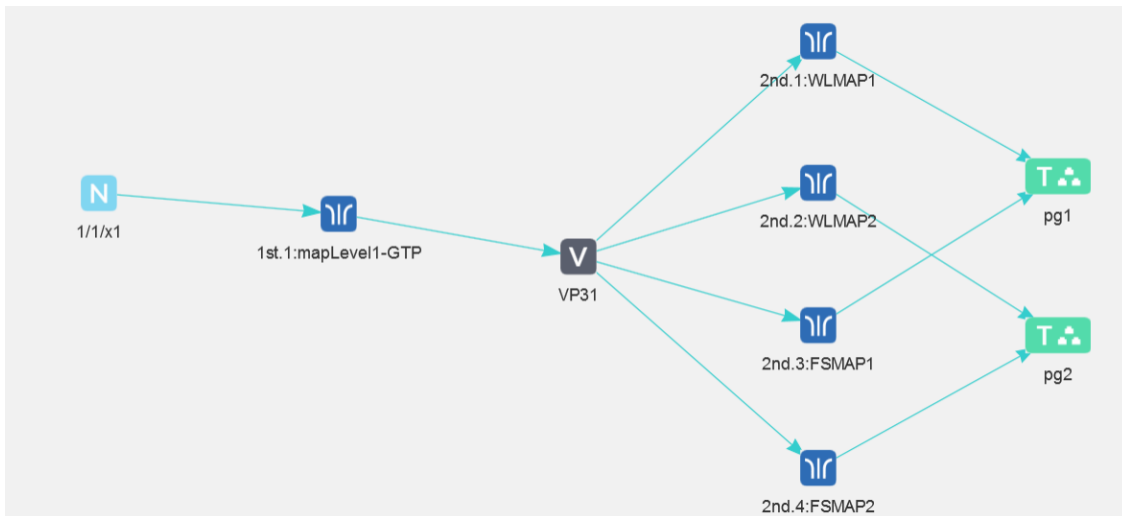 2nd.1:WLMAP1
N
1/1/x1
1st.1:mapLevel1-GTP
V
VP31
2nd.2:WLMAP2
2nd.3:FSMAP1
2nd.4:FSMAP2
T
pg1
T
pg2